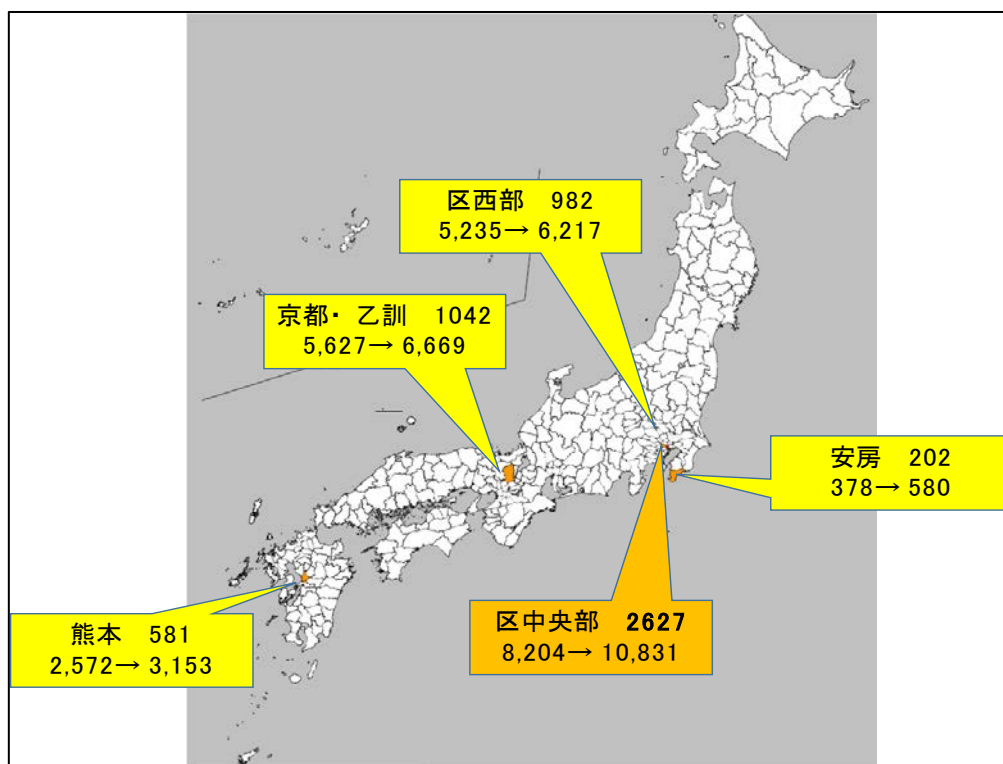 区西部 982
5,235→ 6,217
京都・ 乙訓 1042
5,627→ 6,669
安房 202
378→ 580
区中央部 2627
8,204→ 10,831
熊本 581
2,572→ 3,153